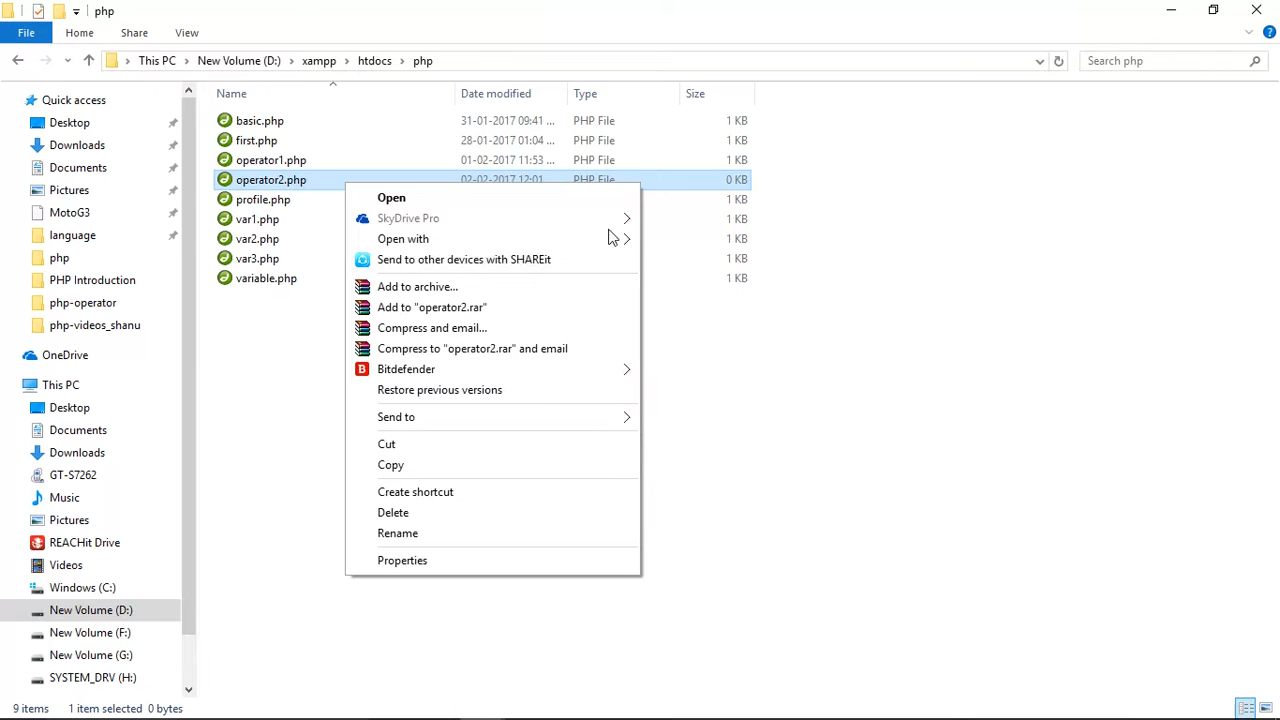 php
File Home Share View
This PC New Volume (D:) xampp htdocs php Search php
Name Date modified Type Size
Quick access
Desktop
Downloads
Documents
Pictures
MotoG3
language
php
PHP Introduction
php-operator
php-videos_shanu
OneDrive
This PC
Desktop
Documents
Downloads
GT-S7262
Music
Pictures
REACHit Drive
Videos
Windows (C:)
New Volume (D:)
New Volume (F:)
New Volume (G:)
SYSTEM_DRV (H:)
basic.php 31-01-2017 09:41 ... PHP File 1 KB
first.php 28-01-2017 01:04 ... PHP File 1 KB
operator1.php 01-02-2017 11:53 ... PHP File 1 KB
operator2.php 02-02-2017 12:01 PHP File 0 KB
profile.php 1 KB
var1.php 1 KB
var2.php 1 KB
var3.php 1 KB
variable.php 1 KB
Open
SkyDrive Pro
Open with
Send to other devices with SHAREit
Add to archive...
Add to "operator2.rar"
Compress and email...
Compress to "operator2.rar" and email
B Bitdefender
Restore previous versions
Send to
Cut
Copy
Create shortcut
Delete
Rename
Properties
9 items 1 item selected 0 bytes